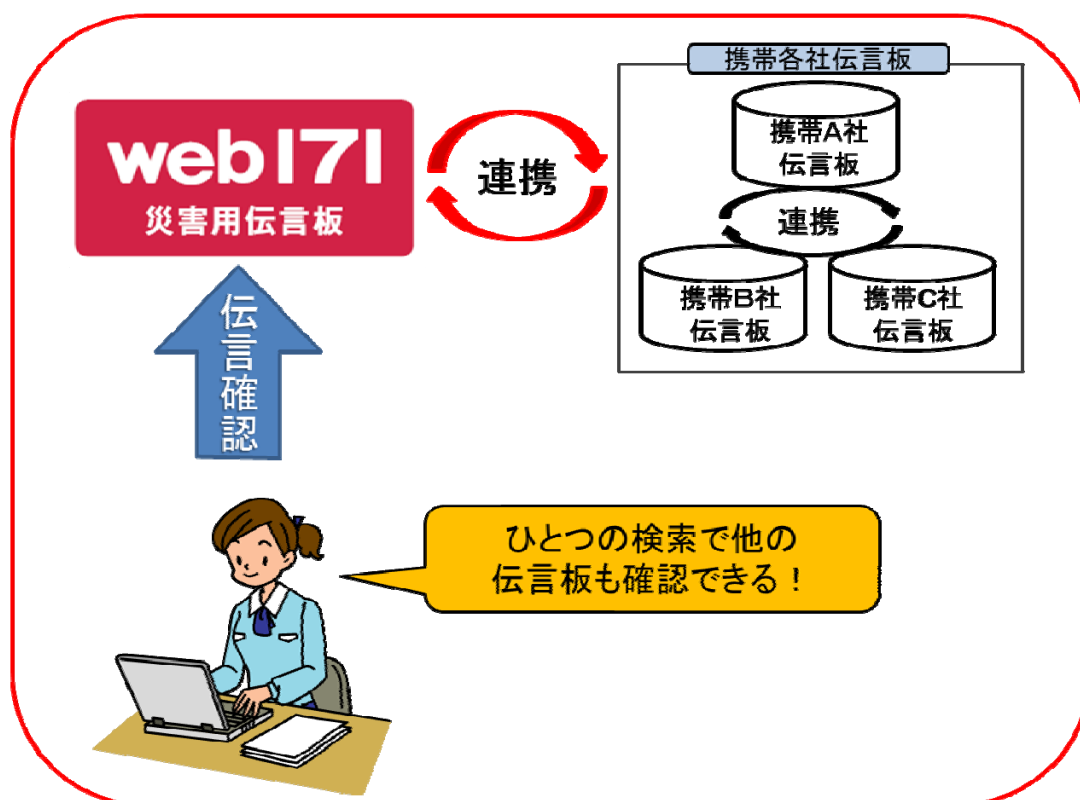 携帯各社伝言板
web171
災害用伝言板
連携
携帯A社
伝言板
連携
携帯B社
伝言板
携帯C社
伝言板
伝言確認
ひとつの検索で他の
伝言板も確認できる！